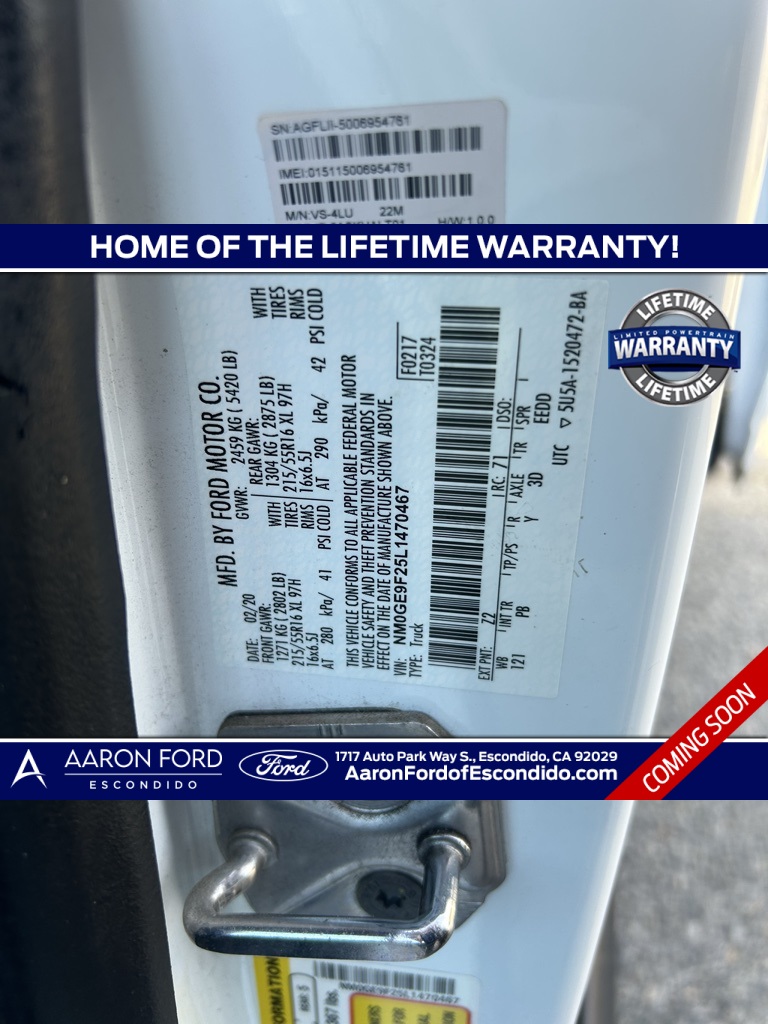 SN:AGFLII-5006954761
IMEI:015115006954761
M/N:VS-4LU 22M
H/W:1.0.0
HOME OF THE LIFETIME WARRANTY!
LIFETIME
LIMITED POWERTRAIN
WARRANTY
LIFETIME
MFD. BY FORD MOTOR CO.
DATE: 02/20 GVWR: 2459 KG ( 5420 LB)
FRONT GAWR: REAR GAWR:
1271 KG ( 2802 LB) WITH 1304 KG ( 2875 LB) WITH
215/55R16 XL 97H TIRES 215/55R16 XL 97H TIRES
16x6.5J RIMS 16x6.5J RIMS
AT 280 kPa/ 41 PSI COLD AT 290 kPa/ 42 PSI COLD
THIS VEHICLE CONFORMS TO ALL APPLICABLE FEDERAL MOTOR
VEHICLE SAFETY AND THEFT PREVENTION STANDARDS IN
EFFECT ON THE DATE OF MANUFACTURE SHOWN ABOVE.
VIN: NM0GE9F25L1470467
TYPE: Truck
F0217
T0324
EXT PNT: Z2 RC: 71 DSO:
WB INT TR TP/PS R AXLE TR SPR
121 PB Y 3D EEDD
UTC ▽ 5U5A-1520472-BA
AARON FORD
ESCONDIDO
Ford
1717 Auto Park Way S., Escondido, CA 92029
AaronFordofEscondido.com
COMING SOON
NM0GE9F25L1470467